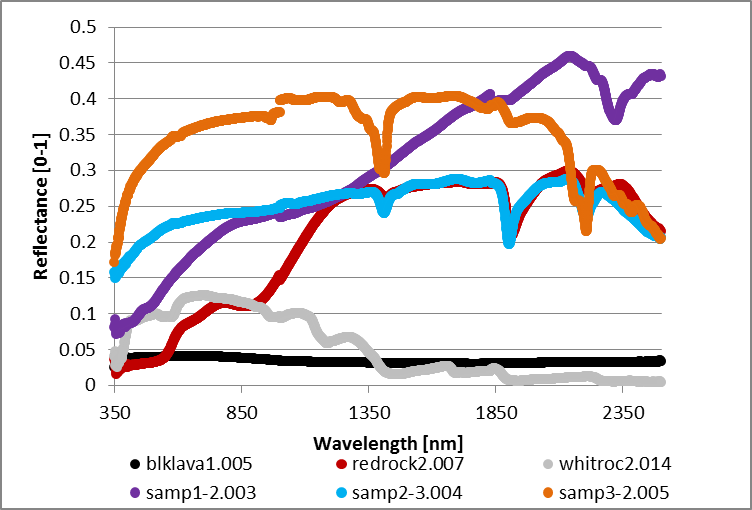 0.5
0.45
0.4
0.35
0.3
0.25
0.2
0.15
0.1
0.05
0
Reflectance [0-1]
350 850 1350 1850 2350
Wavelength [nm]
blklava1.005 redrock2.007 whitroc2.014
samp1-2.003 samp2-3.004 samp3-2.005